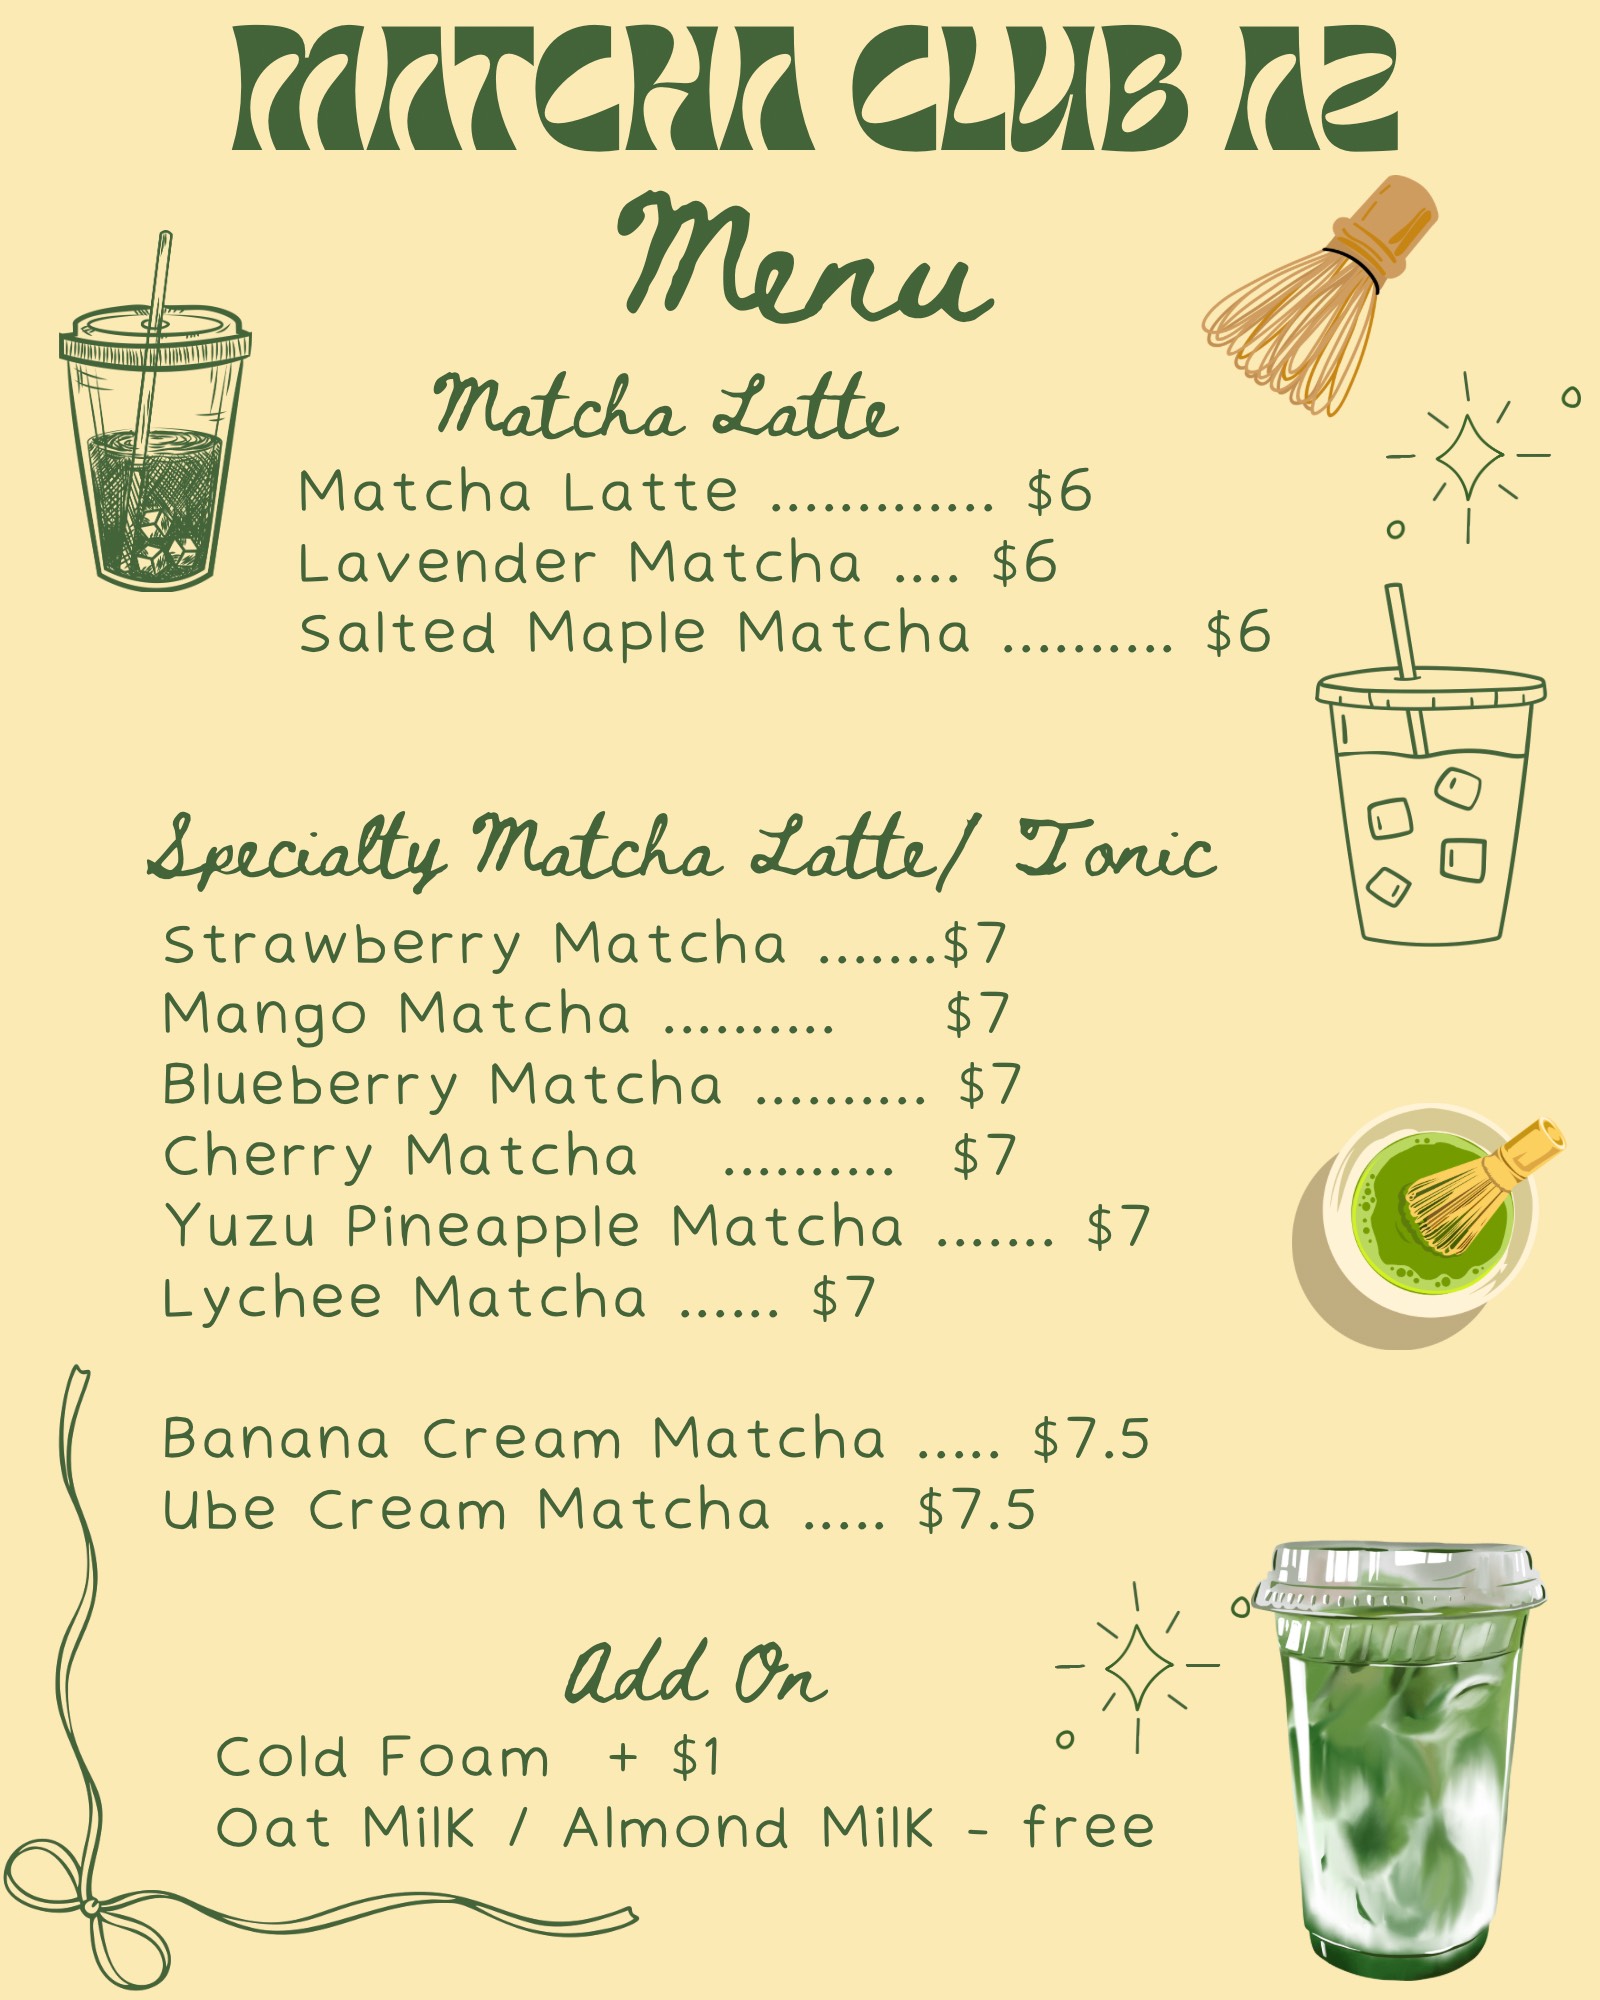 MATCHA CLUB AZ
Menu
Matcha Latte
Matcha Latte ............. $6
Lavender Matcha .... $6
Salted Maple Matcha .......... $6
Specialty Matcha Latte/ Tonic
Strawberry Matcha .......$7
Mango Matcha .......... $7
Blueberry Matcha .......... $7
Cherry Matcha .......... $7
Yuzu Pineapple Matcha ....... $7
Lychee Matcha ...... $7
Banana Cream Matcha ..... $7.5
Ube Cream Matcha ..... $7.5
Add On
Cold Foam + $1
Oat Milk / Almond Milk - free